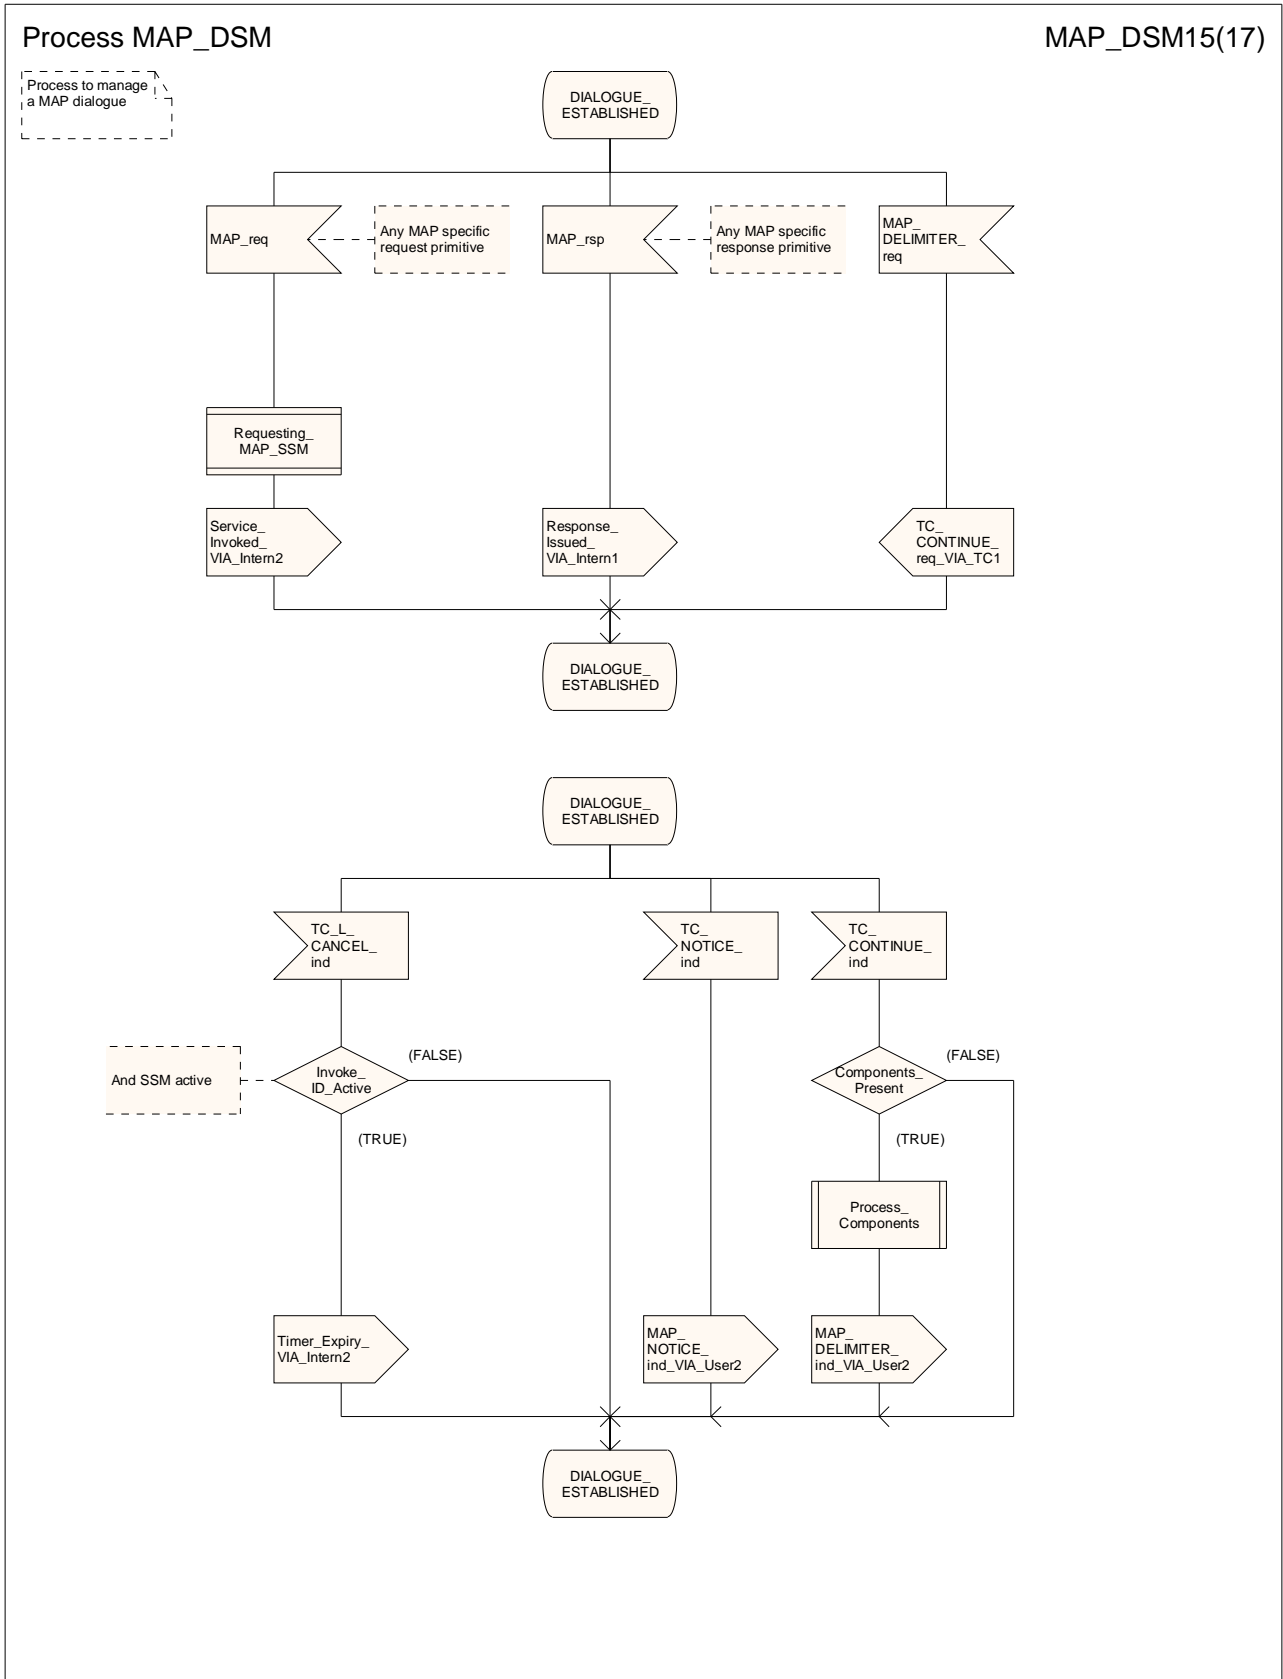 Process MAP_DSM
MAP_DSM15(17)
Process to manage
a MAP dialogue
DIALOGUE_
ESTABLISHED
MAP_req
Any MAP specific
request primitive
MAP_rsp
Any MAP specific
response primitive
MAP_
DELIMITER_
req
Requesting_
MAP_SSM
Service_
Invoked_
VIA_Intern2
Response_
Issued_
VIA_Intern1
TC_
CONTINUE_
req_VIA_TC1
DIALOGUE_
ESTABLISHED
DIALOGUE_
ESTABLISHED
TC_L_
CANCEL_
ind
TC_
NOTICE_
ind
TC_
CONTINUE_
ind
And SSM active
Invoke_
ID_Active
(FALSE)
(TRUE)
Components_
Present
(FALSE)
(TRUE)
Process_
Components
Timer_Expiry_
VIA_Intern2
MAP_
NOTICE_
ind_VIA_User2
MAP_
DELIMITER_
ind_VIA_User2
DIALOGUE_
ESTABLISHED